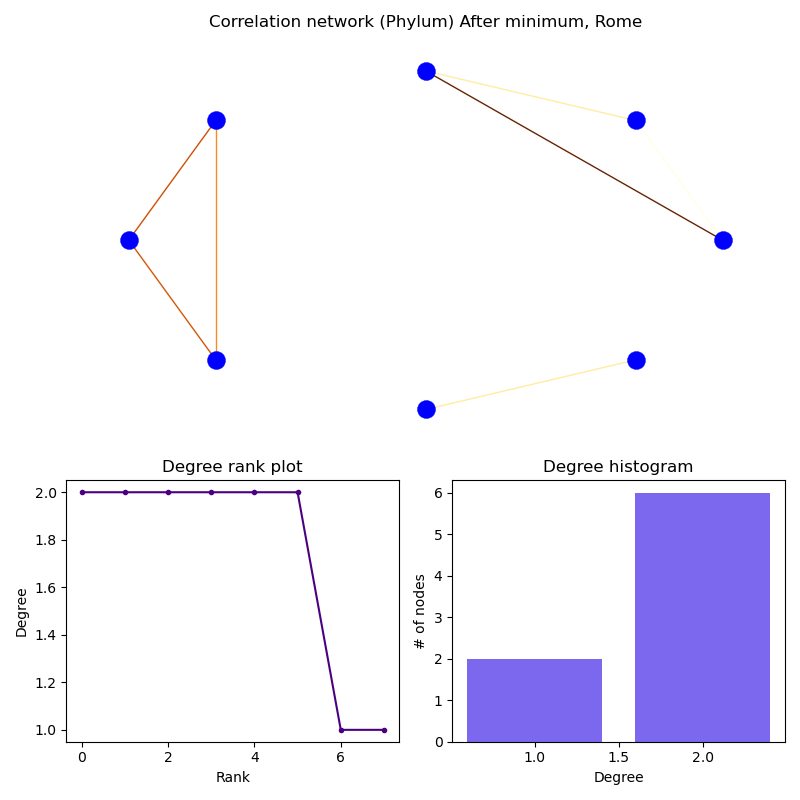 Correlation network (Phylum) After minimum, Rome
Degree rank plot
Degree
2.0
1.8
1.6
1.4
1.2
1.0
0 2 4 6
Rank
Degree histogram
# of nodes
6
5
4
3
2
1
0
1.0 1.5 2.0
Degree